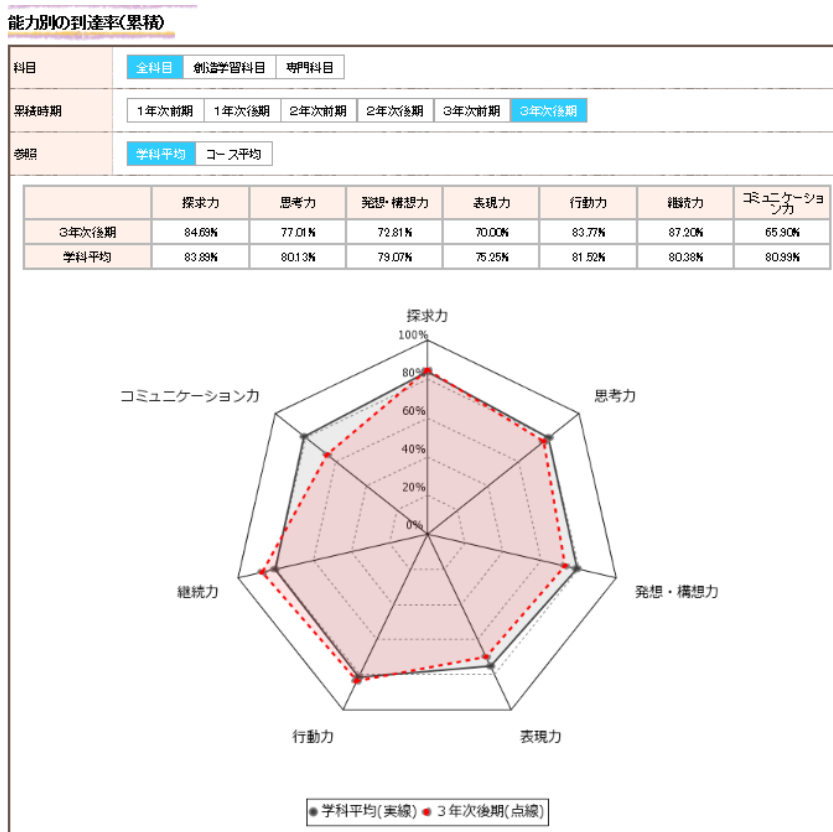 能力別の到達率(累積)
科目 全科目 創造学習科目 専門科目
累積時期 1年次前期 1年次後期 2年次前期 2年次後期 3年次前期 3年次後期
参照 学科平均 コース平均
探求力 思考力 発想・構想力 表現力 行動力 継続力 コミュニケーション力
3年次後期 84.69% 77.01% 72.81% 70.00% 83.77% 87.20% 65.90%
学科平均 83.89% 80.13% 79.07% 75.25% 81.52% 80.38% 80.99%
探求力
100%
コミュニケーション力
80%
思考力
60%
40%
20%
0%
継続力
発想・構想力
行動力
表現力
学科平均(実線) 3年次後期(点線)